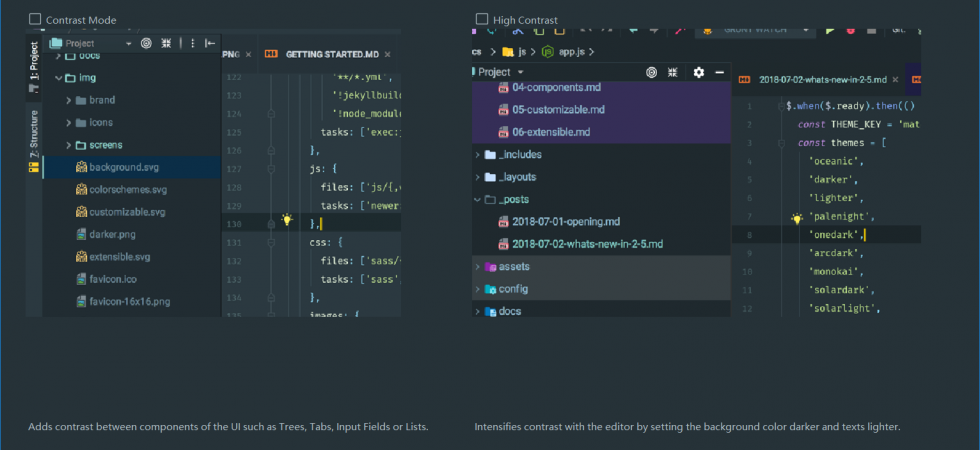 Contrast Mode
1: Project
7: Structure
Project
docs
img
brand
icons
screens
background.svg
colorschemes.svg
customizable.svg
darker.png
extensible.svg
favicon.ico
favicon-16x16.png
PNG × GETTING STARTED.MD ×
122 '**/*.yml',
123 '!jekyllbuil
124 '!node_modul
125 tasks: ['exec:j
126 },
127 js: {
128 files: ['js/{,
129 tasks: ['newer:
130 },
131 css: {
132 files: ['sass/
133 tasks: ['sass'
134 },
135 images: {
Adds contrast between components of the UI such as Trees, Tabs, Input Fields or Lists.
High Contrast
GRUNT WATCH
Git:
cs > js > app.js >
Project
04-components.md
05-customizable.md
06-extensible.md
_includes
_layouts
_posts
2018-07-01-opening.md
2018-07-02-whats-new-in-2-5.md
assets
config
docs
2018-07-02-whats-new-in-2-5.md ×
1 $.when($.ready).then(()
2 const THEME_KEY = 'mat
3 const themes = [
4 'oceanic',
5 'darker',
6 'lighter',
7 'palenight',
8 'onedark',
9 'arcdark',
10 'monokai',
11 'solardark',
12 'solarlight',
Intensifies contrast with the editor by setting the background color darker and texts lighter.